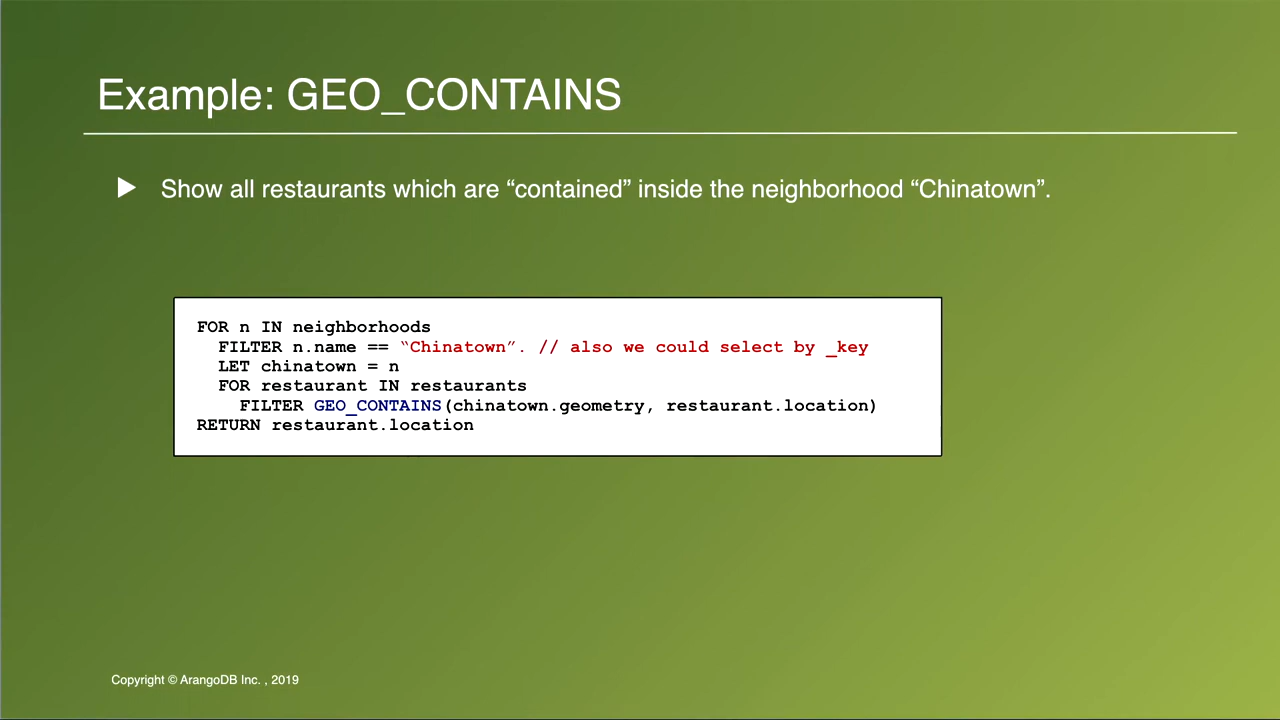 Example: GEO_CONTAINS
Show all restaurants which are “contained” inside the neighborhood “Chinatown”.
FOR n IN neighborhoods
FILTER n.name == “Chinatown”. // also we could select by _key
LET chinatown = n
FOR restaurant IN restaurants
FILTER GEO_CONTAINS(chinatown.geometry, restaurant.location)
RETURN restaurant.location
Copyright © ArangoDB Inc. , 2019